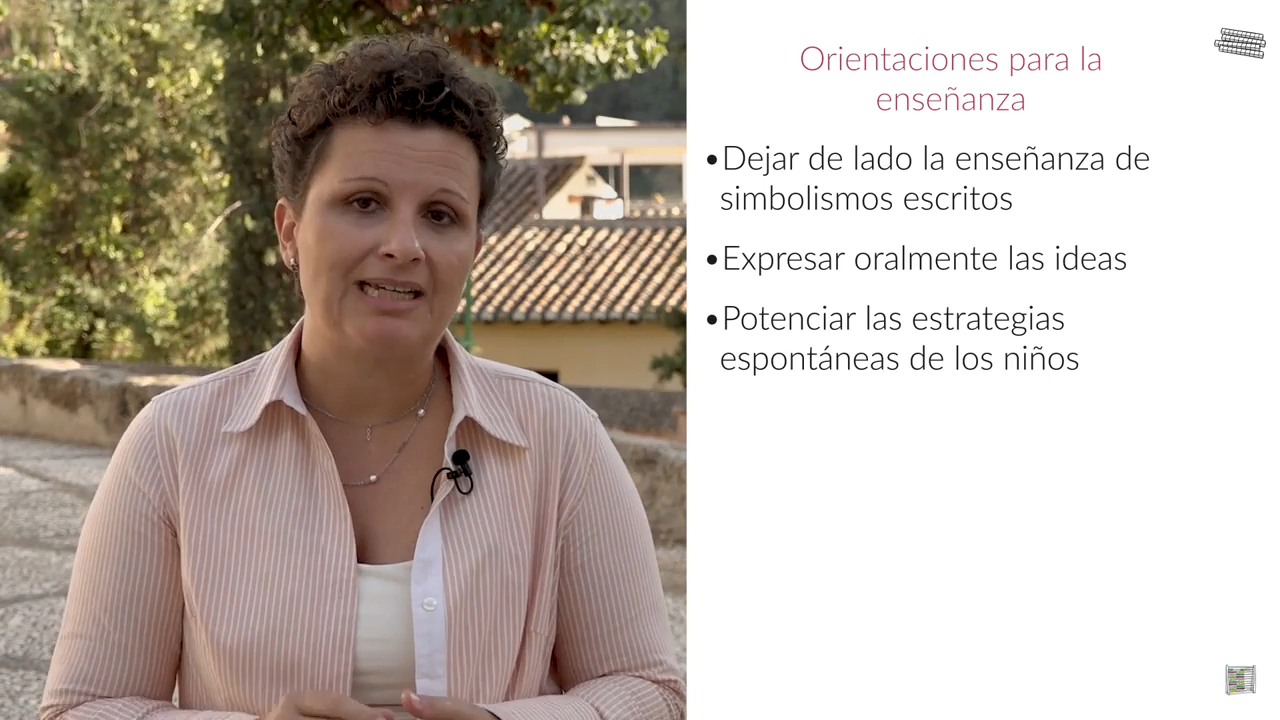 Orientaciones para la
enseñanza
•Dejar de lado la enseñanza de
simbolismos escritos
•Expresar oralmente las ideas
•Potenciar las estrategias
espontáneas de los niños